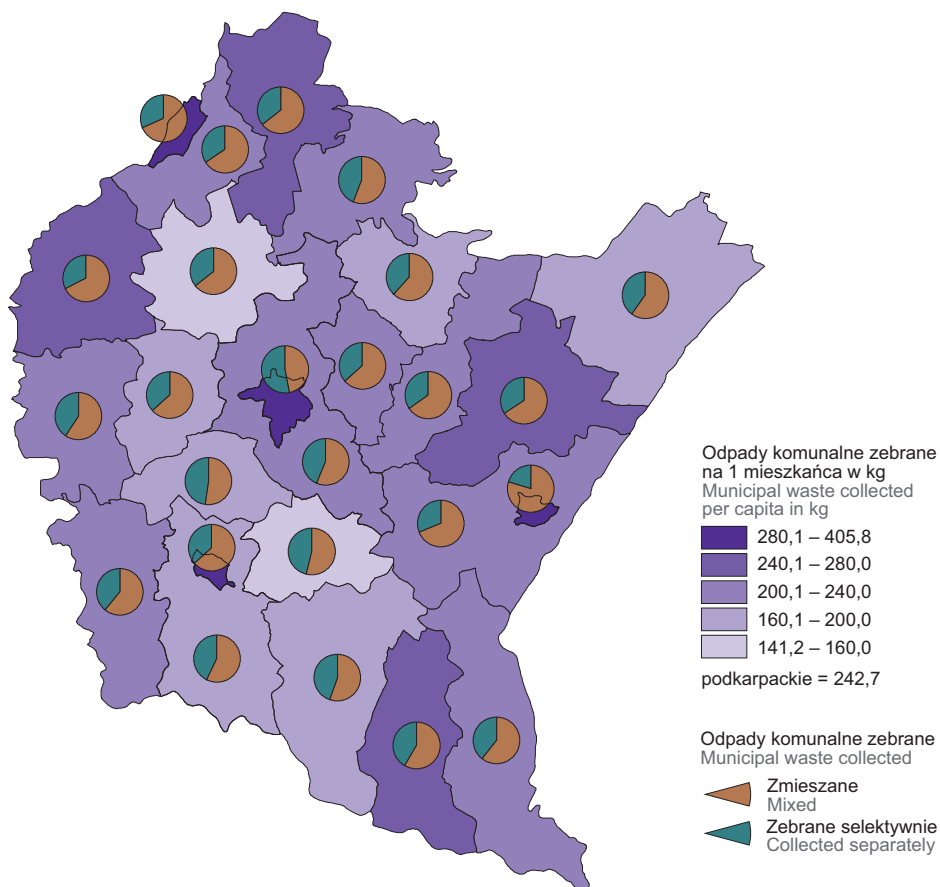 Odpady komunalne zebrane
na 1 mieszkańca w kg
Municipal waste collected
per capita in kg
280,1 – 405,8
240,1 – 280,0
200,1 – 240,0
160,1 – 200,0
141,2 – 160,0
podkarpackie = 242,7
Odpady komunalne zebrane
Municipal waste collected
Zmieszane
Mixed
Zebrane selektywnie
Collected separately